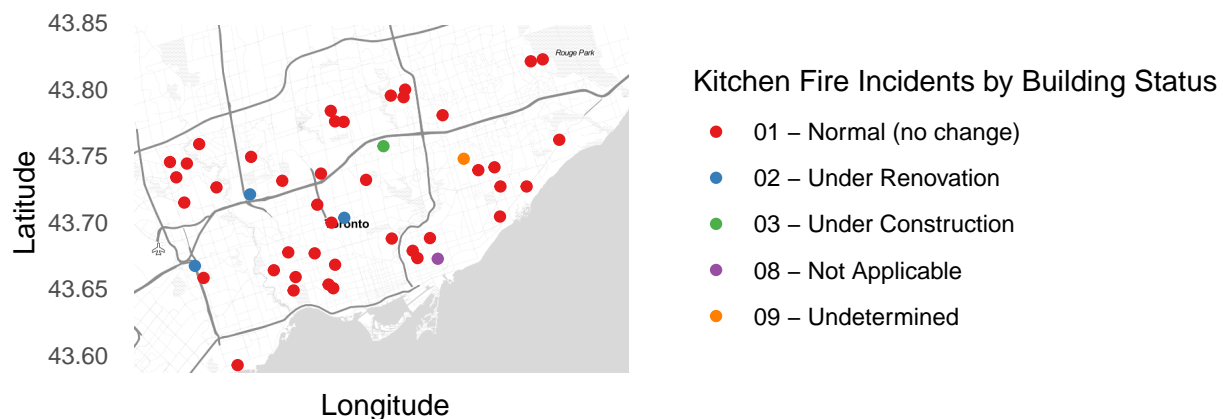 43.85
43.80
43.75
43.70
43.65
43.60
Latitude
Longitude
Rouge Park
Toronto
Kitchen Fire Incidents by Building Status
01 – Normal (no change)
02 – Under Renovation
03 – Under Construction
08 – Not Applicable
09 – Undetermined